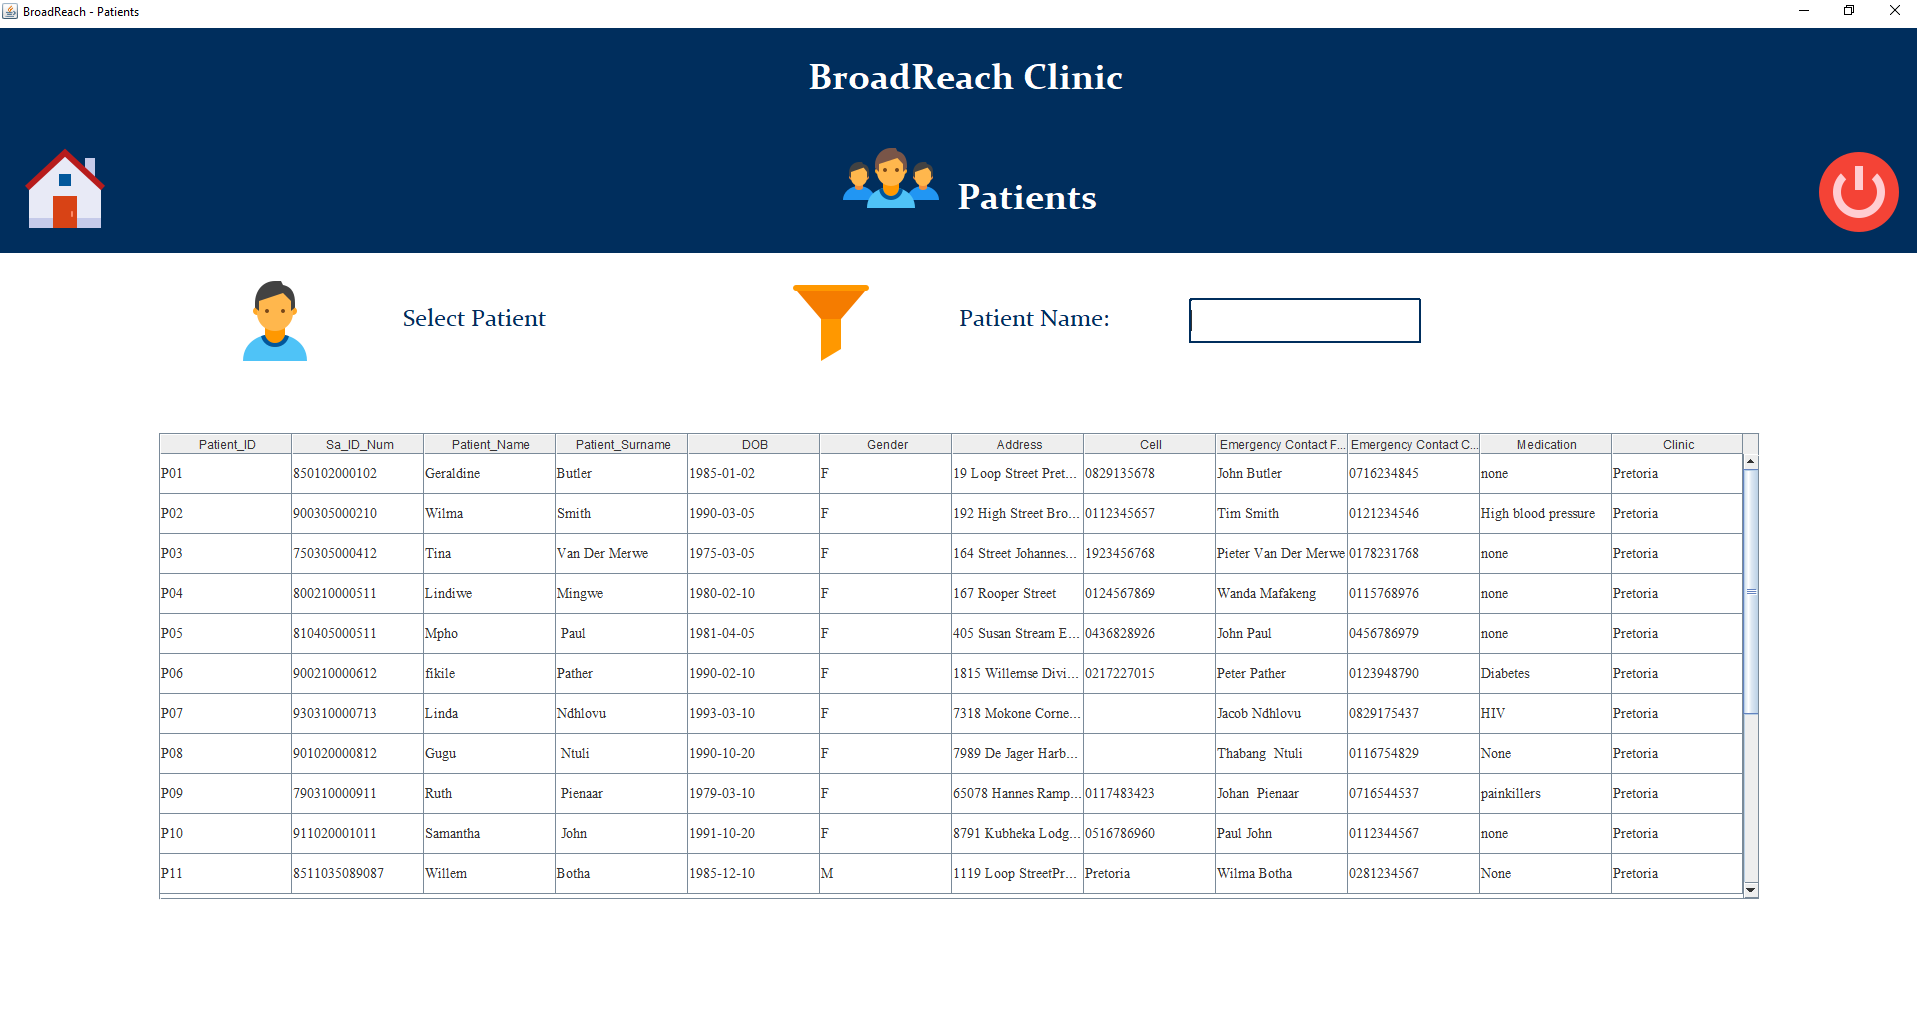 BroadReach - Patients
BroadReach Clinic
Patients
Select Patient
Patient Name:
Patient_ID Sa_ID_Num Patient_Name Patient_Surname DOB Gender Address Cell Emergency Contact F... Emergency Contact C... Medication Clinic
P01 850102000102 Geraldine Butler 1985-01-02 F 19 Loop Street Pret... 0829135678 John Butler 0716234845 none Pretoria
P02 900305000210 Wilma Smith 1990-03-05 F 192 High Street Bro... 0112345657 Tim Smith 0121234546 High blood pressure Pretoria
P03 750305000412 Tina Van Der Merwe 1975-03-05 F 164 Street Johannes... 1923456768 Pieter Van Der Merwe 0178231768 none Pretoria
P04 800210000511 Lindiwe Mingwe 1980-02-10 F 167 Rooper Street 0124567869 Wanda Mafakeng 0115768976 none Pretoria
P05 810405000511 Mpho Paul 1981-04-05 F 405 Susan Stream E... 0436828926 John Paul 0456786979 none Pretoria
P06 900210000612 fikile Pather 1990-02-10 F 1815 Willemse Divi... 0217227015 Peter Pather 0123948790 Diabetes Pretoria
P07 930310000713 Linda Ndhlovu 1993-03-10 F 7318 Mokone Corne... Jacob Ndhlovu 0829175437 HIV Pretoria
P08 901020000812 Gugu Ntuli 1990-10-20 F 7989 De Jager Harb... Thabang Ntuli 0116754829 None Pretoria
P09 790310000911 Ruth Pienaar 1979-03-10 F 65078 Hannes Ramp... 0117483423 Johan Pienaar 0716544537 painkillers Pretoria
P10 911020001011 Samantha John 1991-10-20 F 8791 Kubheka Lodg... 0516786960 Paul John 0112344567 none Pretoria
P11 8511035089087 Willem Botha 1985-12-10 M 1119 Loop StreetPr... Pretoria Wilma Botha 0281234567 None Pretoria